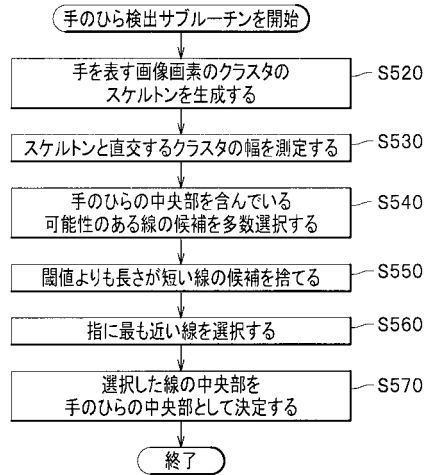 手のひら検出サブルーチンを開始
手を表す画像画素のクラスタの
スケルトンを生成する
S520
スケルトンと直交するクラスタの幅を測定する
S530
手のひらの中央部を含んでいる
可能性のある線の候補を多数選択する
S540
閾値よりも長さが短い線の候補を捨てる
S550
指に最も近い線を選択する
S560
選択した線の中央部を
手のひらの中央部として決定する
S570
終了